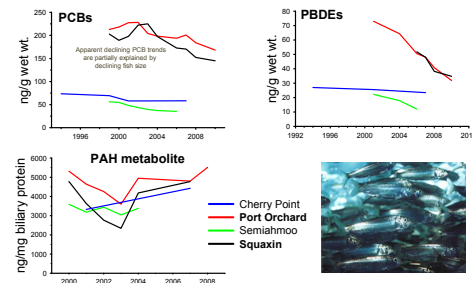 PCBs
ng/g wet wt.
250
200
150
100
50
0
Apparent declining PCB trends
are partially explained by
declining fish size
1996
2000
2004
2008
PBDEs
ng/g wet wt.
80
70
60
50
40
30
20
10
0
1992
1996
2000
2004
2008
201
PAH metabolite
ng/mg biliary protein
6000
5000
4000
3000
2000
1000
0
2000
2002
2004
2006
2008
Cherry Point
Port Orchard
Semiahmoo
Squaxin